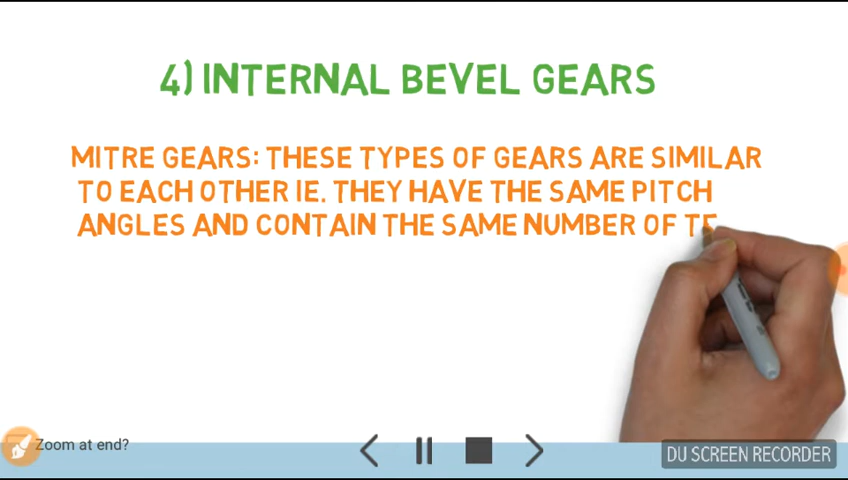 4) INTERNAL BEVEL GEARS
MITRE GEARS: THESE TYPES OF GEARS ARE SIMILAR
TO EACH OTHER IE. THEY HAVE THE SAME PITCH
ANGLES AND CONTAIN THE SAME NUMBER OF
Zoom at end?
DU SCREEN RECORDER